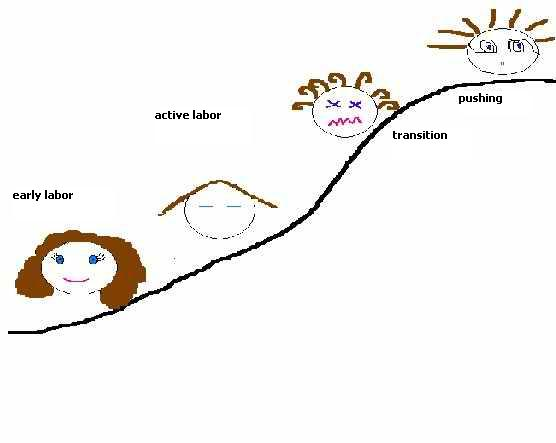 pushing
active labor
transition
early labor